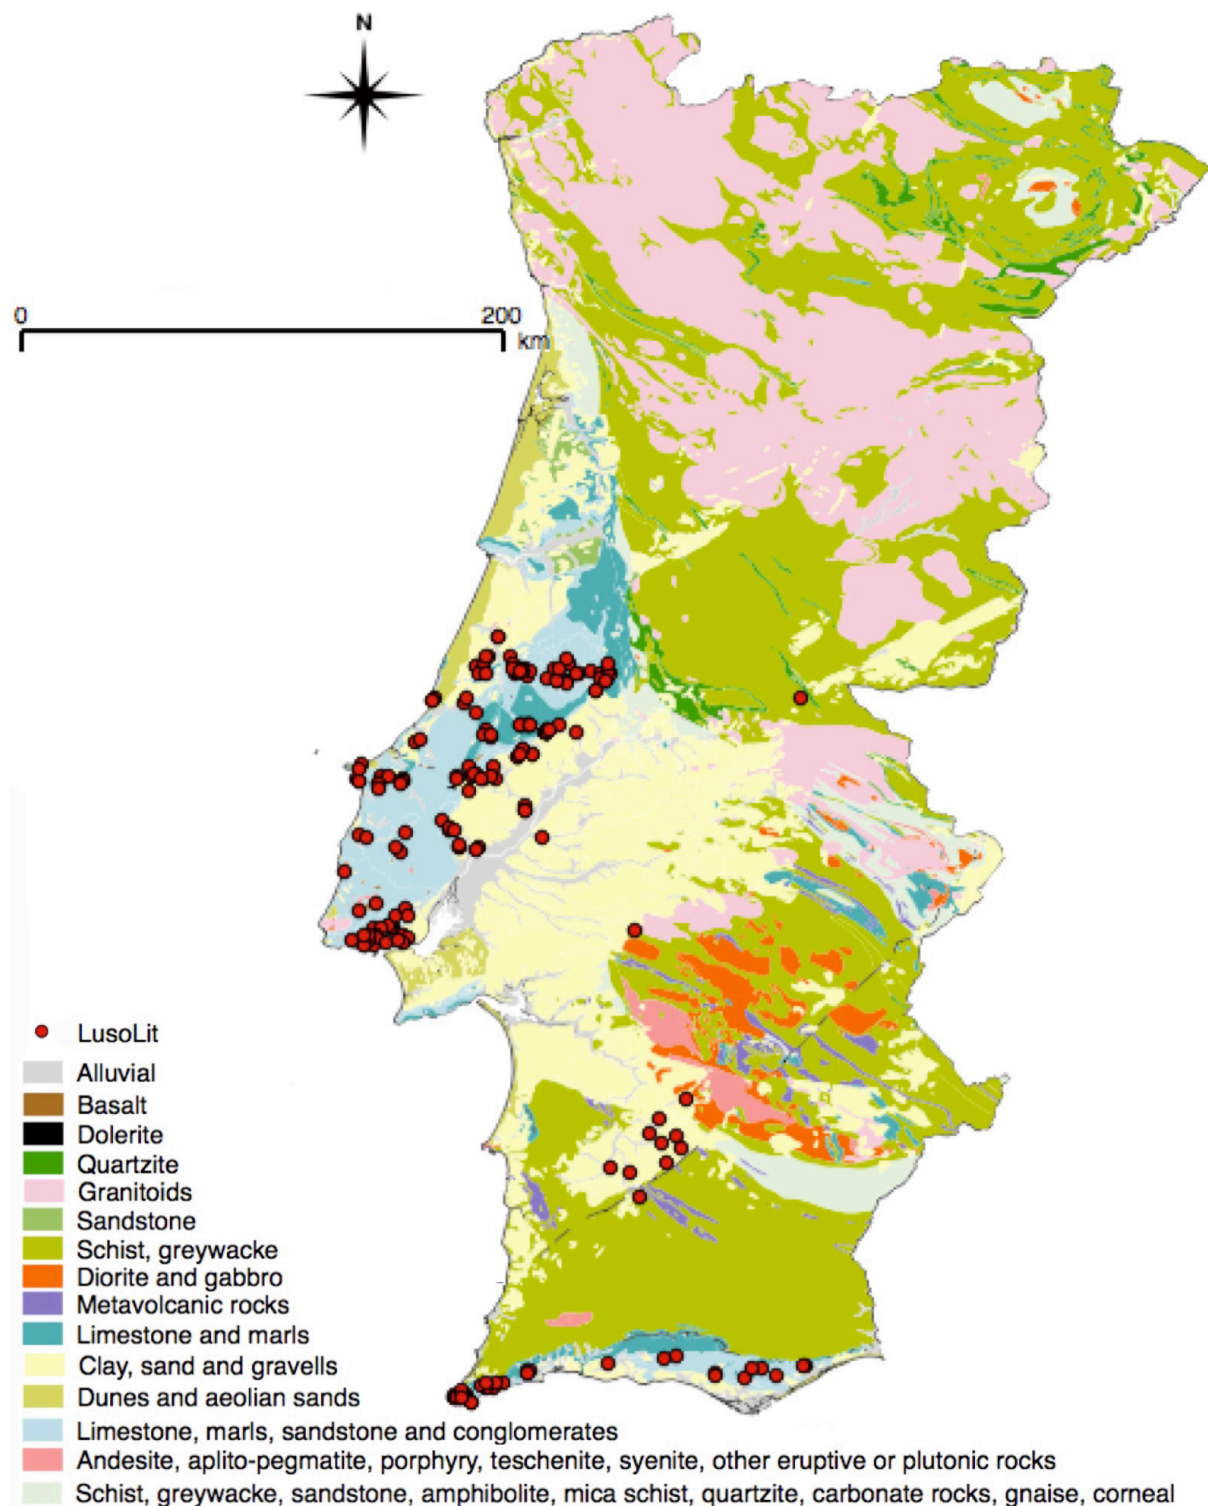 N
0 200
km
LusoLit
Alluvial
Basalt
Dolerite
Quartzite
Granitoids
Sandstone
Schist, greywacke
Diorite and gabbro
Metavolcanic rocks
Limestone and marls
Clay, sand and gravells
Dunes and aeolian sands
Limestone, marls, sandstone and conglomerates
Andesite, aplito-pegmatite, porphyry, teschenite, syenite, other eruptive or plutonic rocks
Schist, greywacke, sandstone, amphibolite, mica schist, quartzite, carbonate rocks, gnaise, corneal